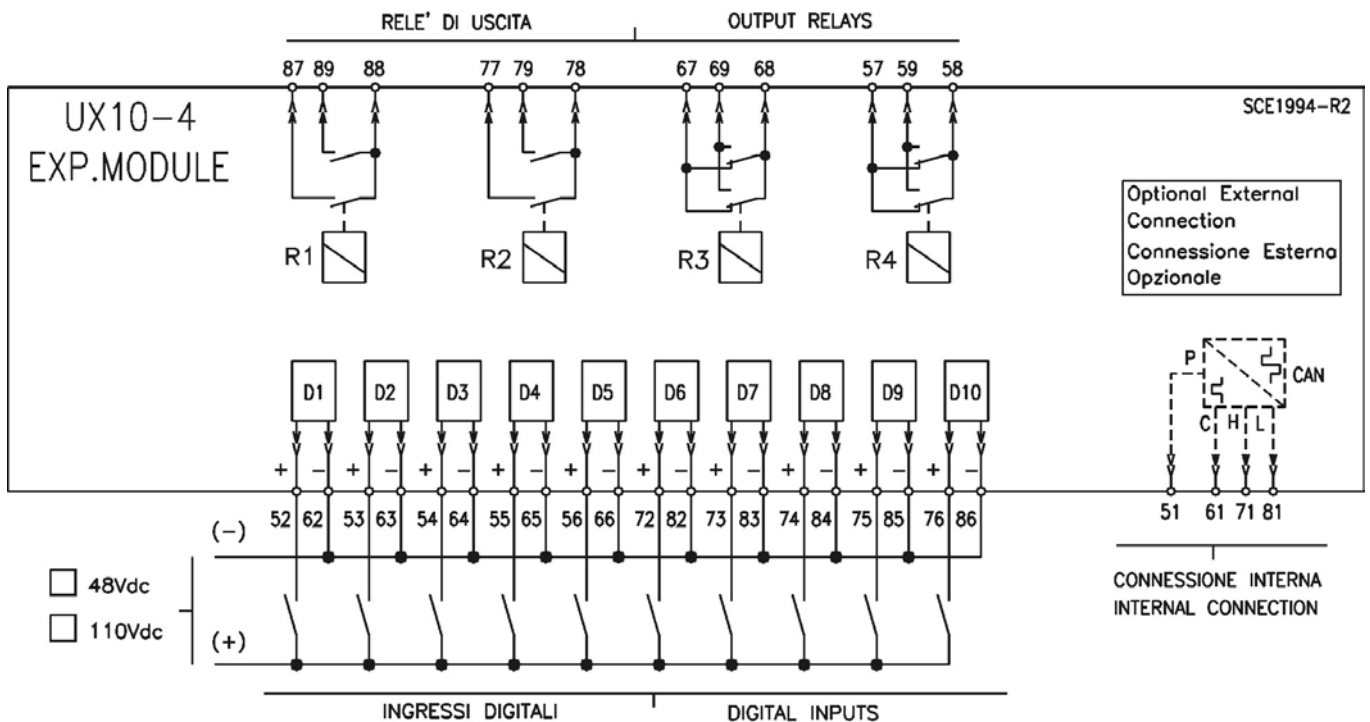 RELE' DI USCITA OUTPUT RELAYS
87 89 88 77 79 78 67 69 68 57 59 58
UX10-4
EXP.MODULE
SCE1994-R2
Optional External
Connection
Connessione Esterna
Opzionale
R1 R2 R3 R4
D1 D2 D3 D4 D5 D6 D7 D8 D9 D10
P CAN
C H L
+ - + - + - + - + - + - + - + - + - + -
52 62 53 63 54 64 55 65 56 66 72 82 73 83 74 84 75 85 76 86
51 61 71 81
(-)
48Vdc
110Vdc
(+)
CONNESSIONE INTERNA
INTERNAL CONNECTION
INGRESSI DIGITALI DIGITAL INPUTS